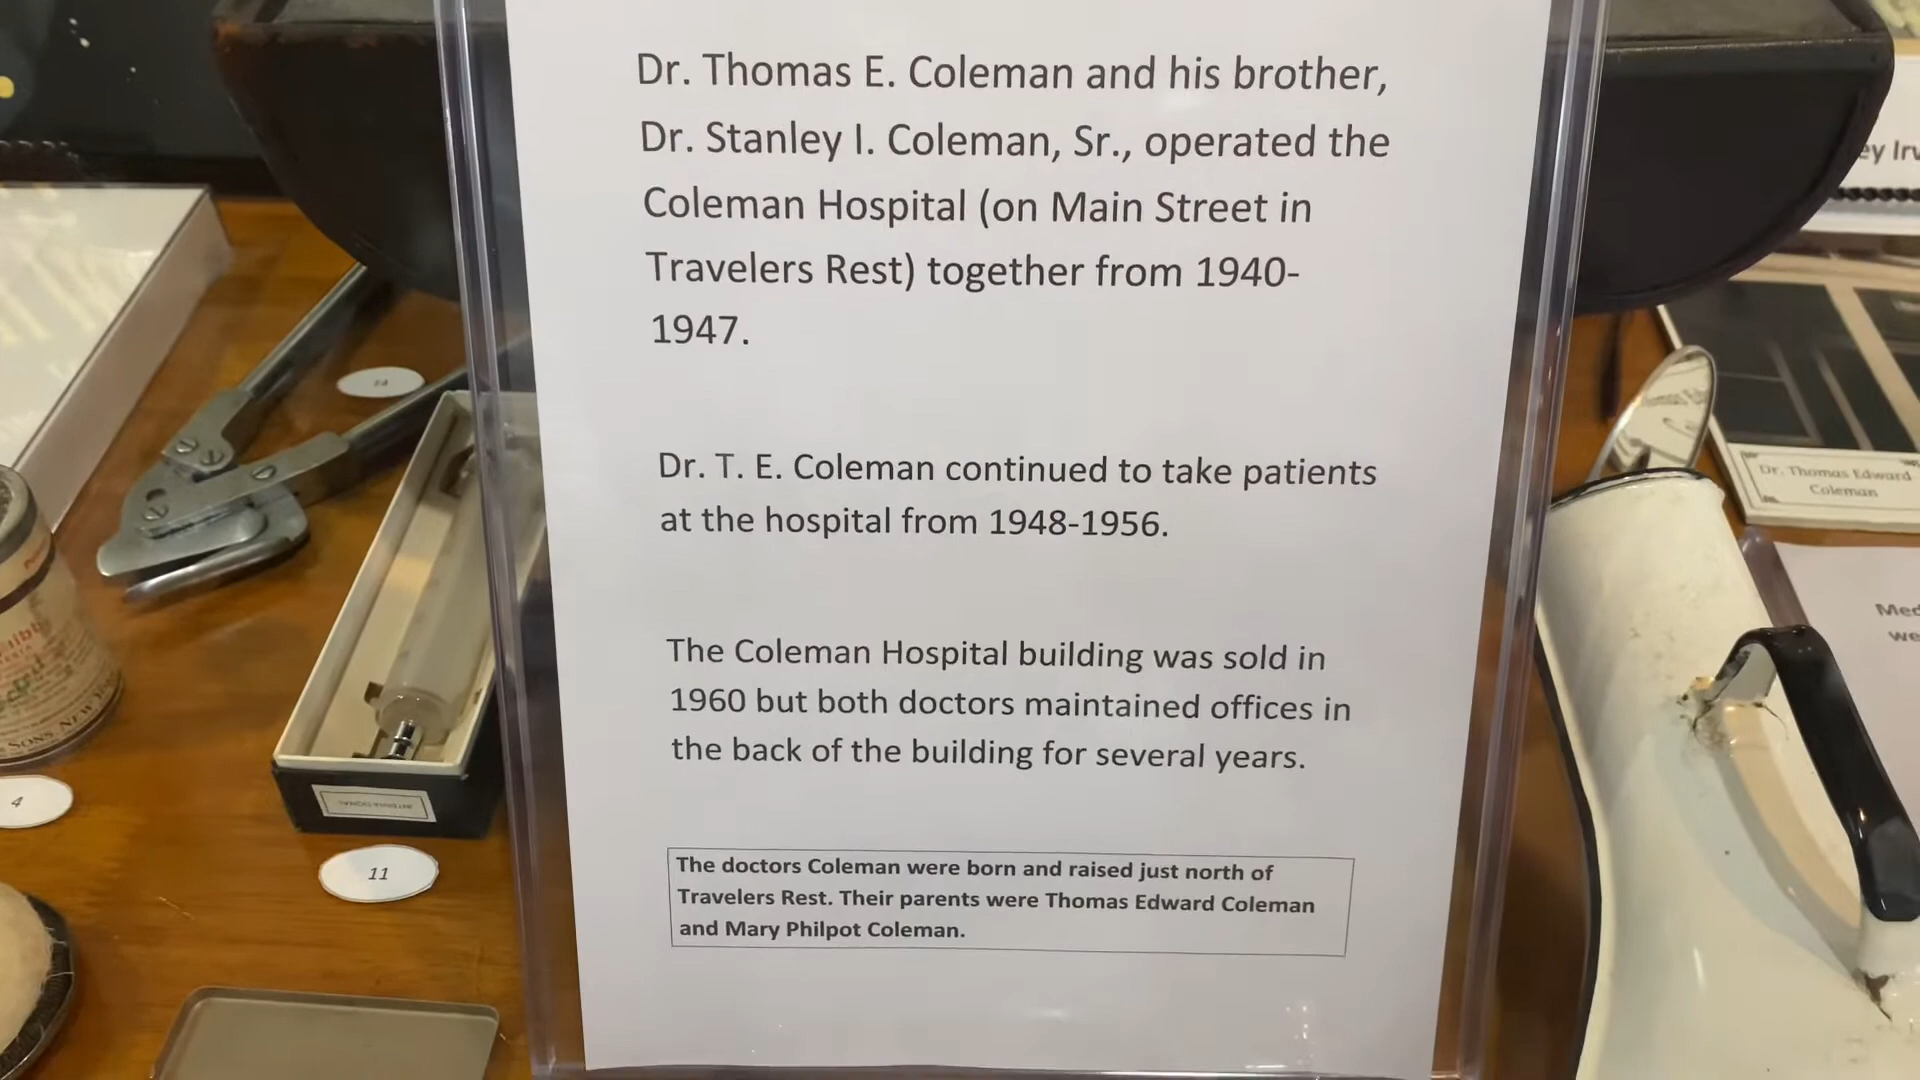 Dr. Thomas E. Coleman and his brother,
Dr. Stanley I. Coleman, Sr., operated the
Coleman Hospital (on Main Street in
Travelers Rest) together from 1940-
1947.
Dr. T. E. Coleman continued to take patients
at the hospital from 1948-1956.
The Coleman Hospital building was sold in
1960 but both doctors maintained offices in
the back of the building for several years.
The doctors Coleman were born and raised just north of
Travelers Rest. Their parents were Thomas Edward Coleman
and Mary Philpot Coleman.
4
11
INTERNATIONAL
SONS NEW
Dr. Thomas Edward
Coleman